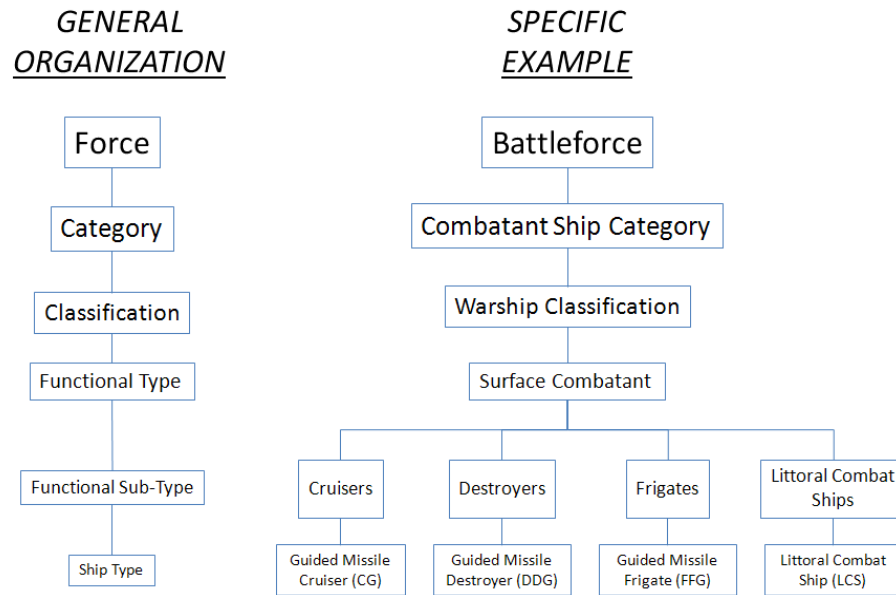 GENERAL
ORGANIZATION
SPECIFIC
EXAMPLE
Force
Battleforce
Category
Combatant Ship Category
Classification
Warship Classification
Functional Type
Surface Combatant
Functional Sub-Type
Cruisers
Destroyers
Frigates
Littoral Combat
Ships
Ship Type
Guided Missile
Cruiser (CG)
Guided Missile
Destroyer (DDG)
Guided Missile
Frigate (FFG)
Littoral Combat
Ship (LCS)